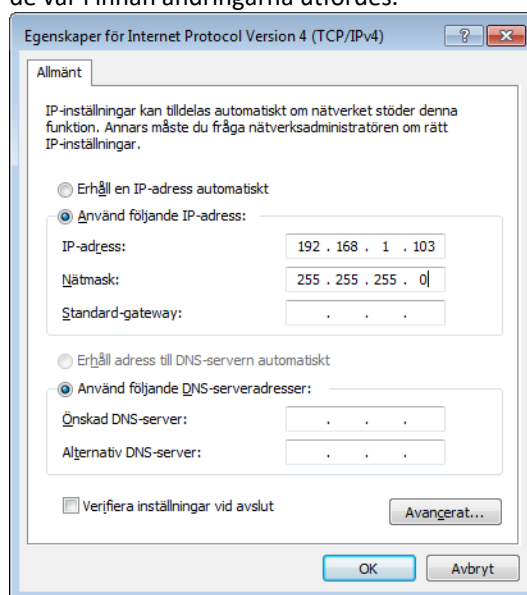 de var i innan ändringarna utfördes.
Egenskaper för Internet Protocol Version 4 (TCP/IPv4)
Allmänt
IP-inställningar kan tilldelas automatiskt om nätverket stöder denna
funktion. Annars måste du fråga nätverksadministratören om rätt
IP-inställningar.
Erhåll en IP-adress automatiskt
Använd följande IP-adress:
IP-adress: 192 . 168 . 1 . 103
Nätmask: 255 . 255 . 255 . 0
Standard-gateway: . . .
Erhåll adress till DNS-servern automatiskt
Använd följande DNS-serveradresser:
Önskad DNS-server: . . .
Alternativ DNS-server: . . .
Verifiera inställningar vid avslut
Avancerat...
OK Avbryt